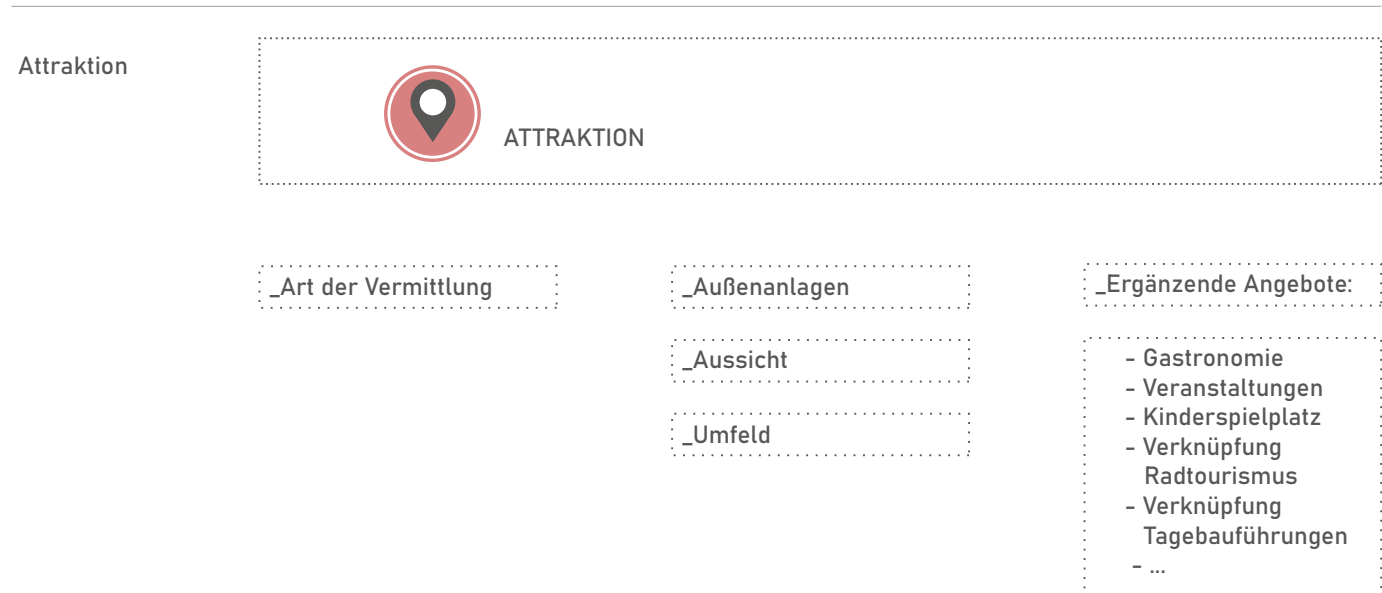 Attraktion
ATTRAKTION
_Art der Vermittlung
_Außenanlagen
_Aussicht
_Umfeld
_Ergänzende Angebote:
- Gastronomie
- Veranstaltungen
- Kinderspielplatz
- Verknüpfung
Radtourismus
- Verknüpfung
Tagebauführungen
- ...